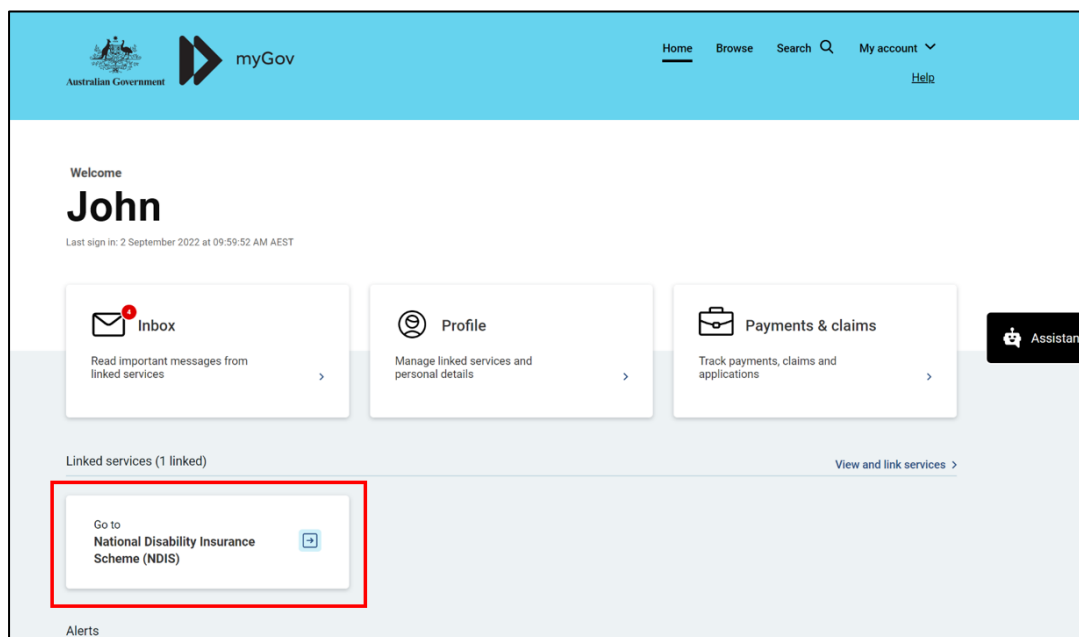 Australian Government
myGov
Home Browse Search My account
Help
Welcome
John
Last sign in: 2 September 2022 at 09:59:52 AM AEST
4
Inbox
Read important messages from
linked services
Profile
Manage linked services and
personal details
Payments & claims
Track payments, claims and
applications
Assistan
Linked services (1 linked)
View and link services
Go to
National Disability Insurance
Scheme (NDIS)
Alerts